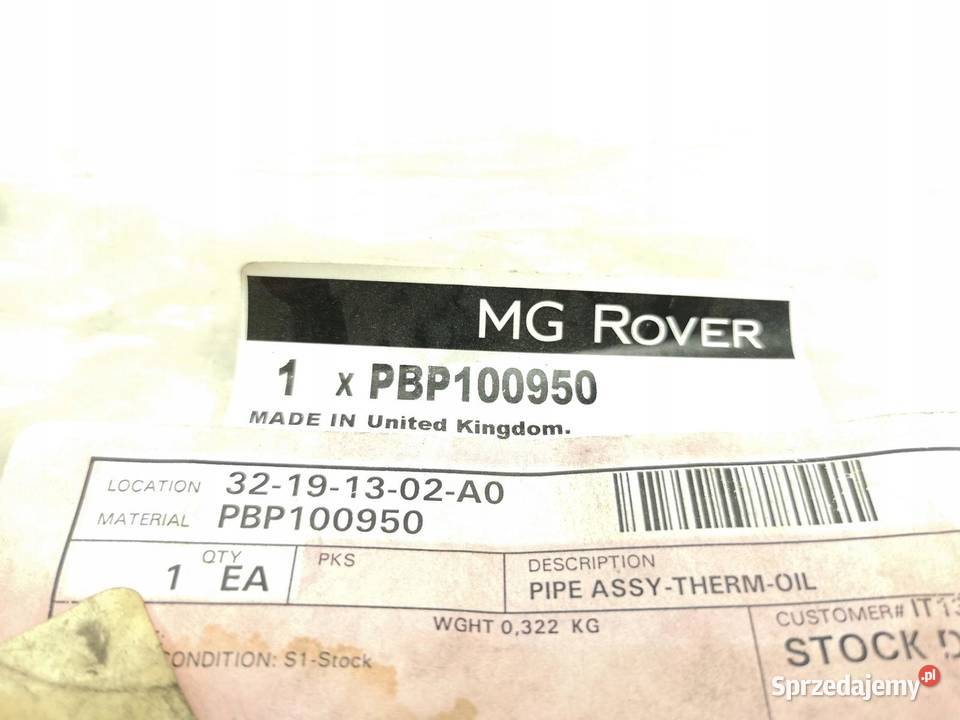 MG ROVER
1 x PBP100950
MADE IN United Kingdom.
LOCATION 32-19-13-02-A0
MATERIAL PBP100950
QTY
1 EA
PKS
DESCRIPTION
PIPE ASSY-THERM-OIL
WGHT 0,322 KG
CUSTOMER# IT13
STOCK
CONDITION: S1-Stock
Sprzedajemy.pl